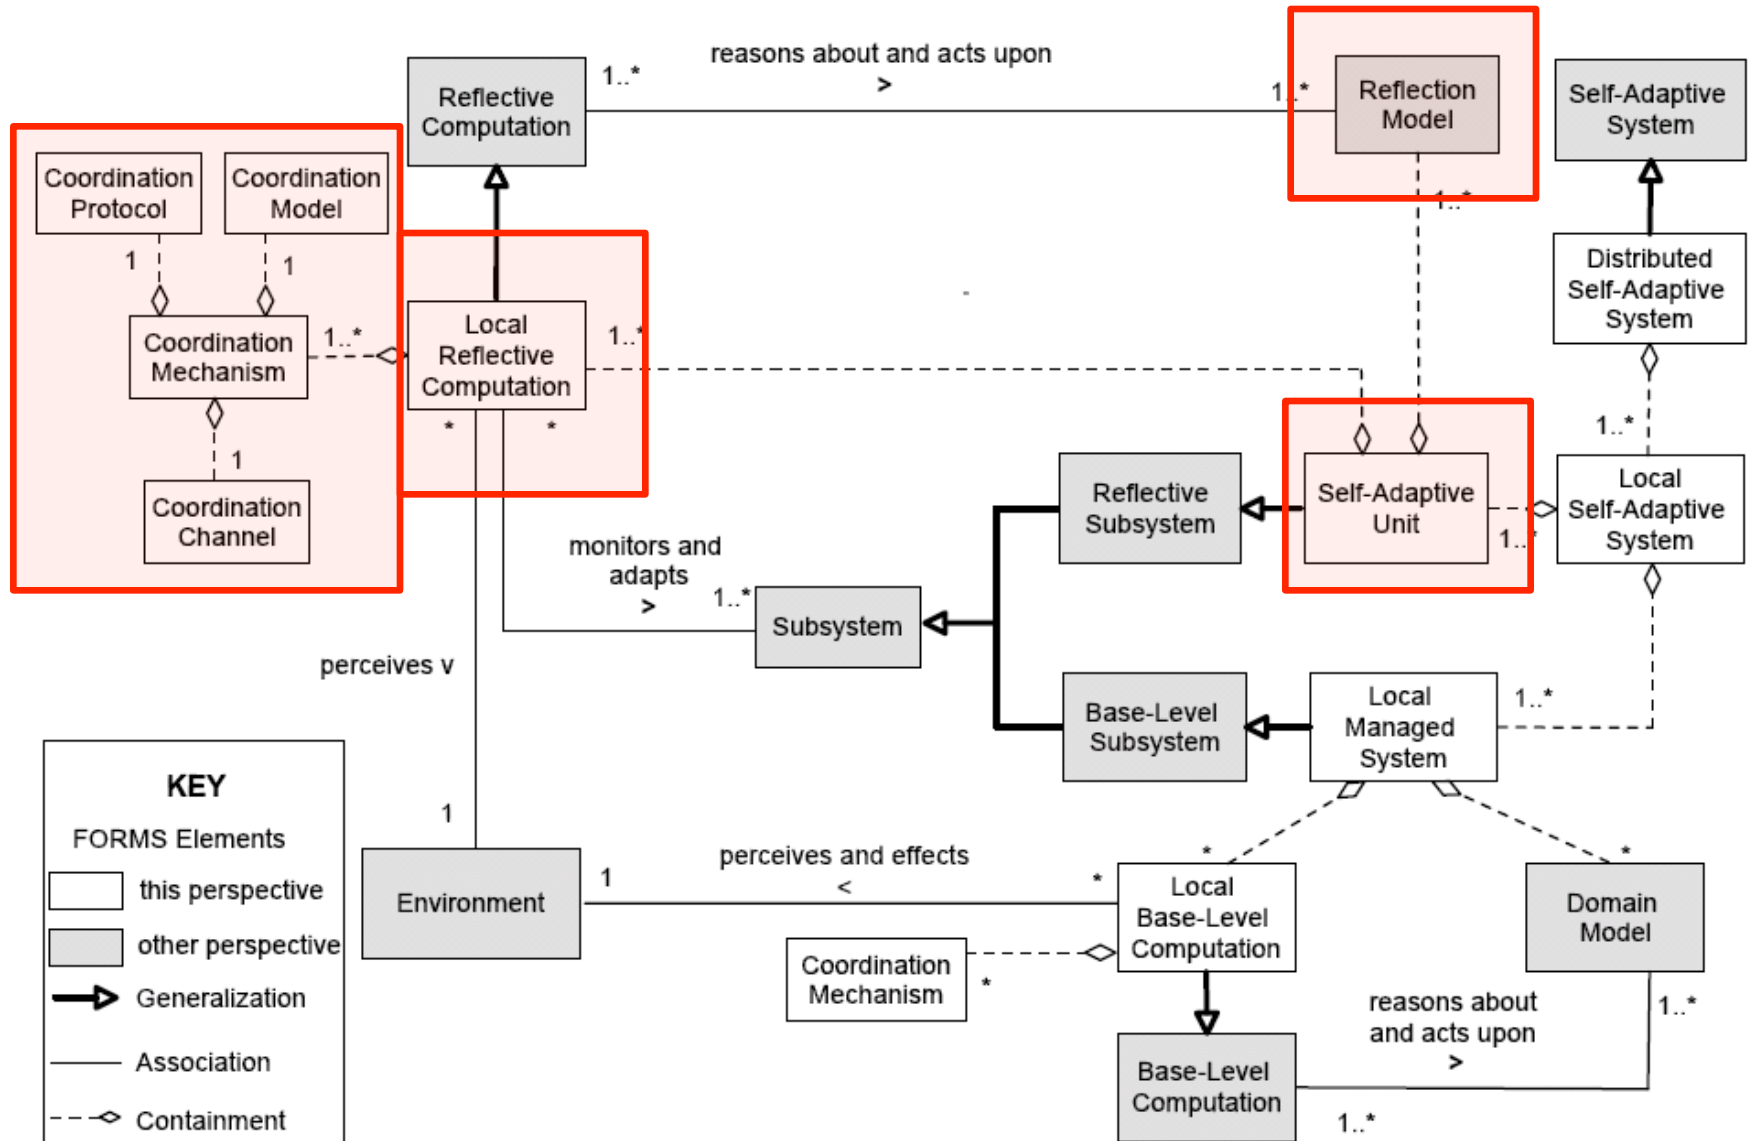 reasons about and acts upon
>
1..*
1..*
Reflective
Computation
Reflection
Model
Self-Adaptive
System
Coordination
Protocol
Coordination
Model
1..*
1
1
Distributed
Self-Adaptive
System
Coordination
Mechanism
1..*
Local
Reflective
Computation
1..*
*
*
1..*
1
Coordination
Channel
Reflective
Subsystem
Self-Adaptive
Unit
1..*
Local
Self-Adaptive
System
monitors and
adapts
>
1..*
Subsystem
perceives v
Base-Level
Subsystem
Local
Managed
System
1..*
KEY
FORMS Elements
this perspective
other perspective
Generalization
Association
Containment
1
Environment
1
perceives and effects
<
*
*
*
Local
Base-Level
Computation
Domain
Model
Coordination
Mechanism
*
reasons about
and acts upon
>
1..*
Base-Level
Computation
1..*